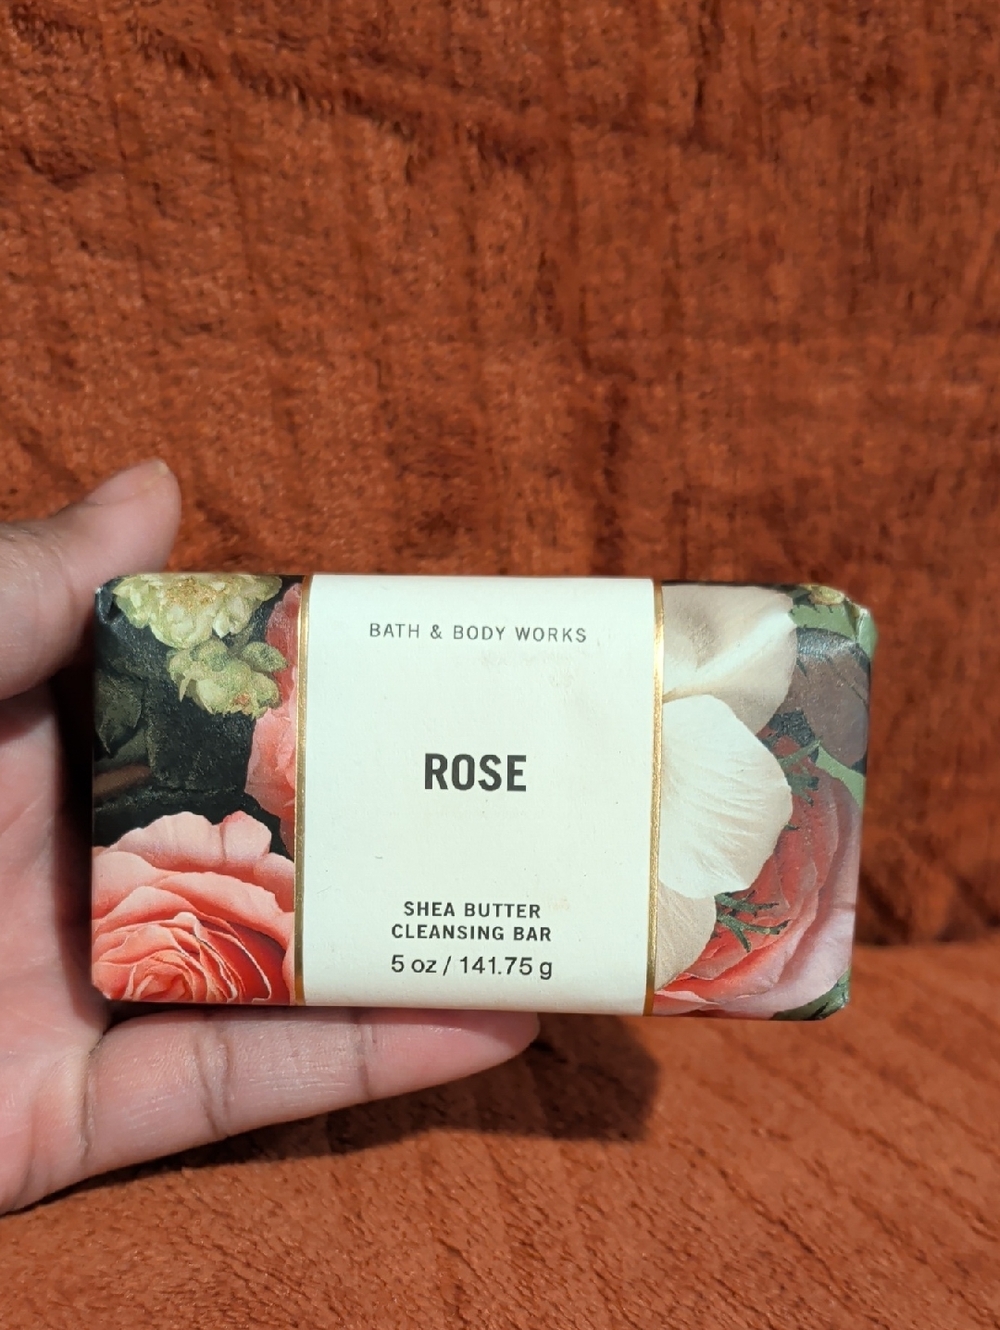 BATH & BODY WORKS
ROSE
SHEA BUTTER
CLEANSING BAR
5 oz / 141.75 g